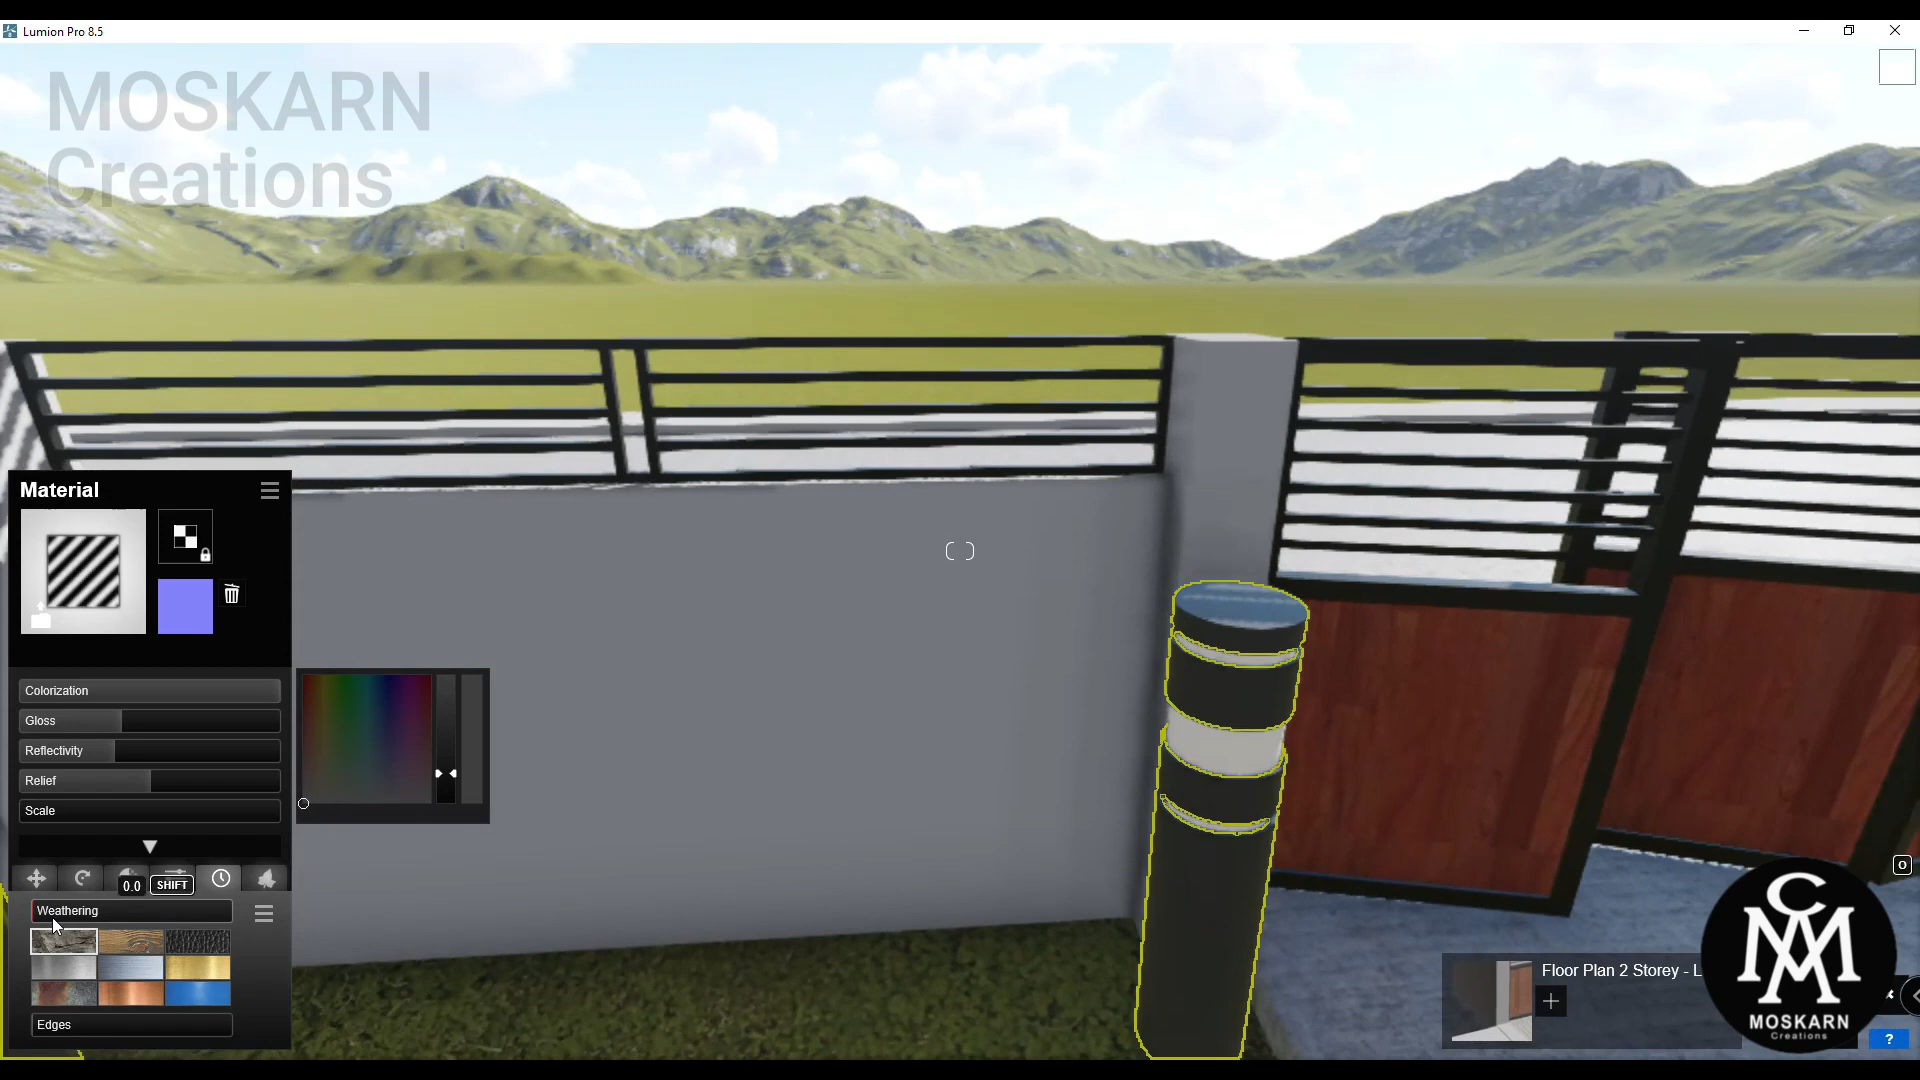 Lumion Pro 8.5
MOSKARN
Creations
Material
Colorization
Gloss
Reflectivity
Relief
Scale
0.0
SHIFT
Weathering
Edges
Floor Plan 2 Storey - L
O
CM
MOSKARN
Creations
?